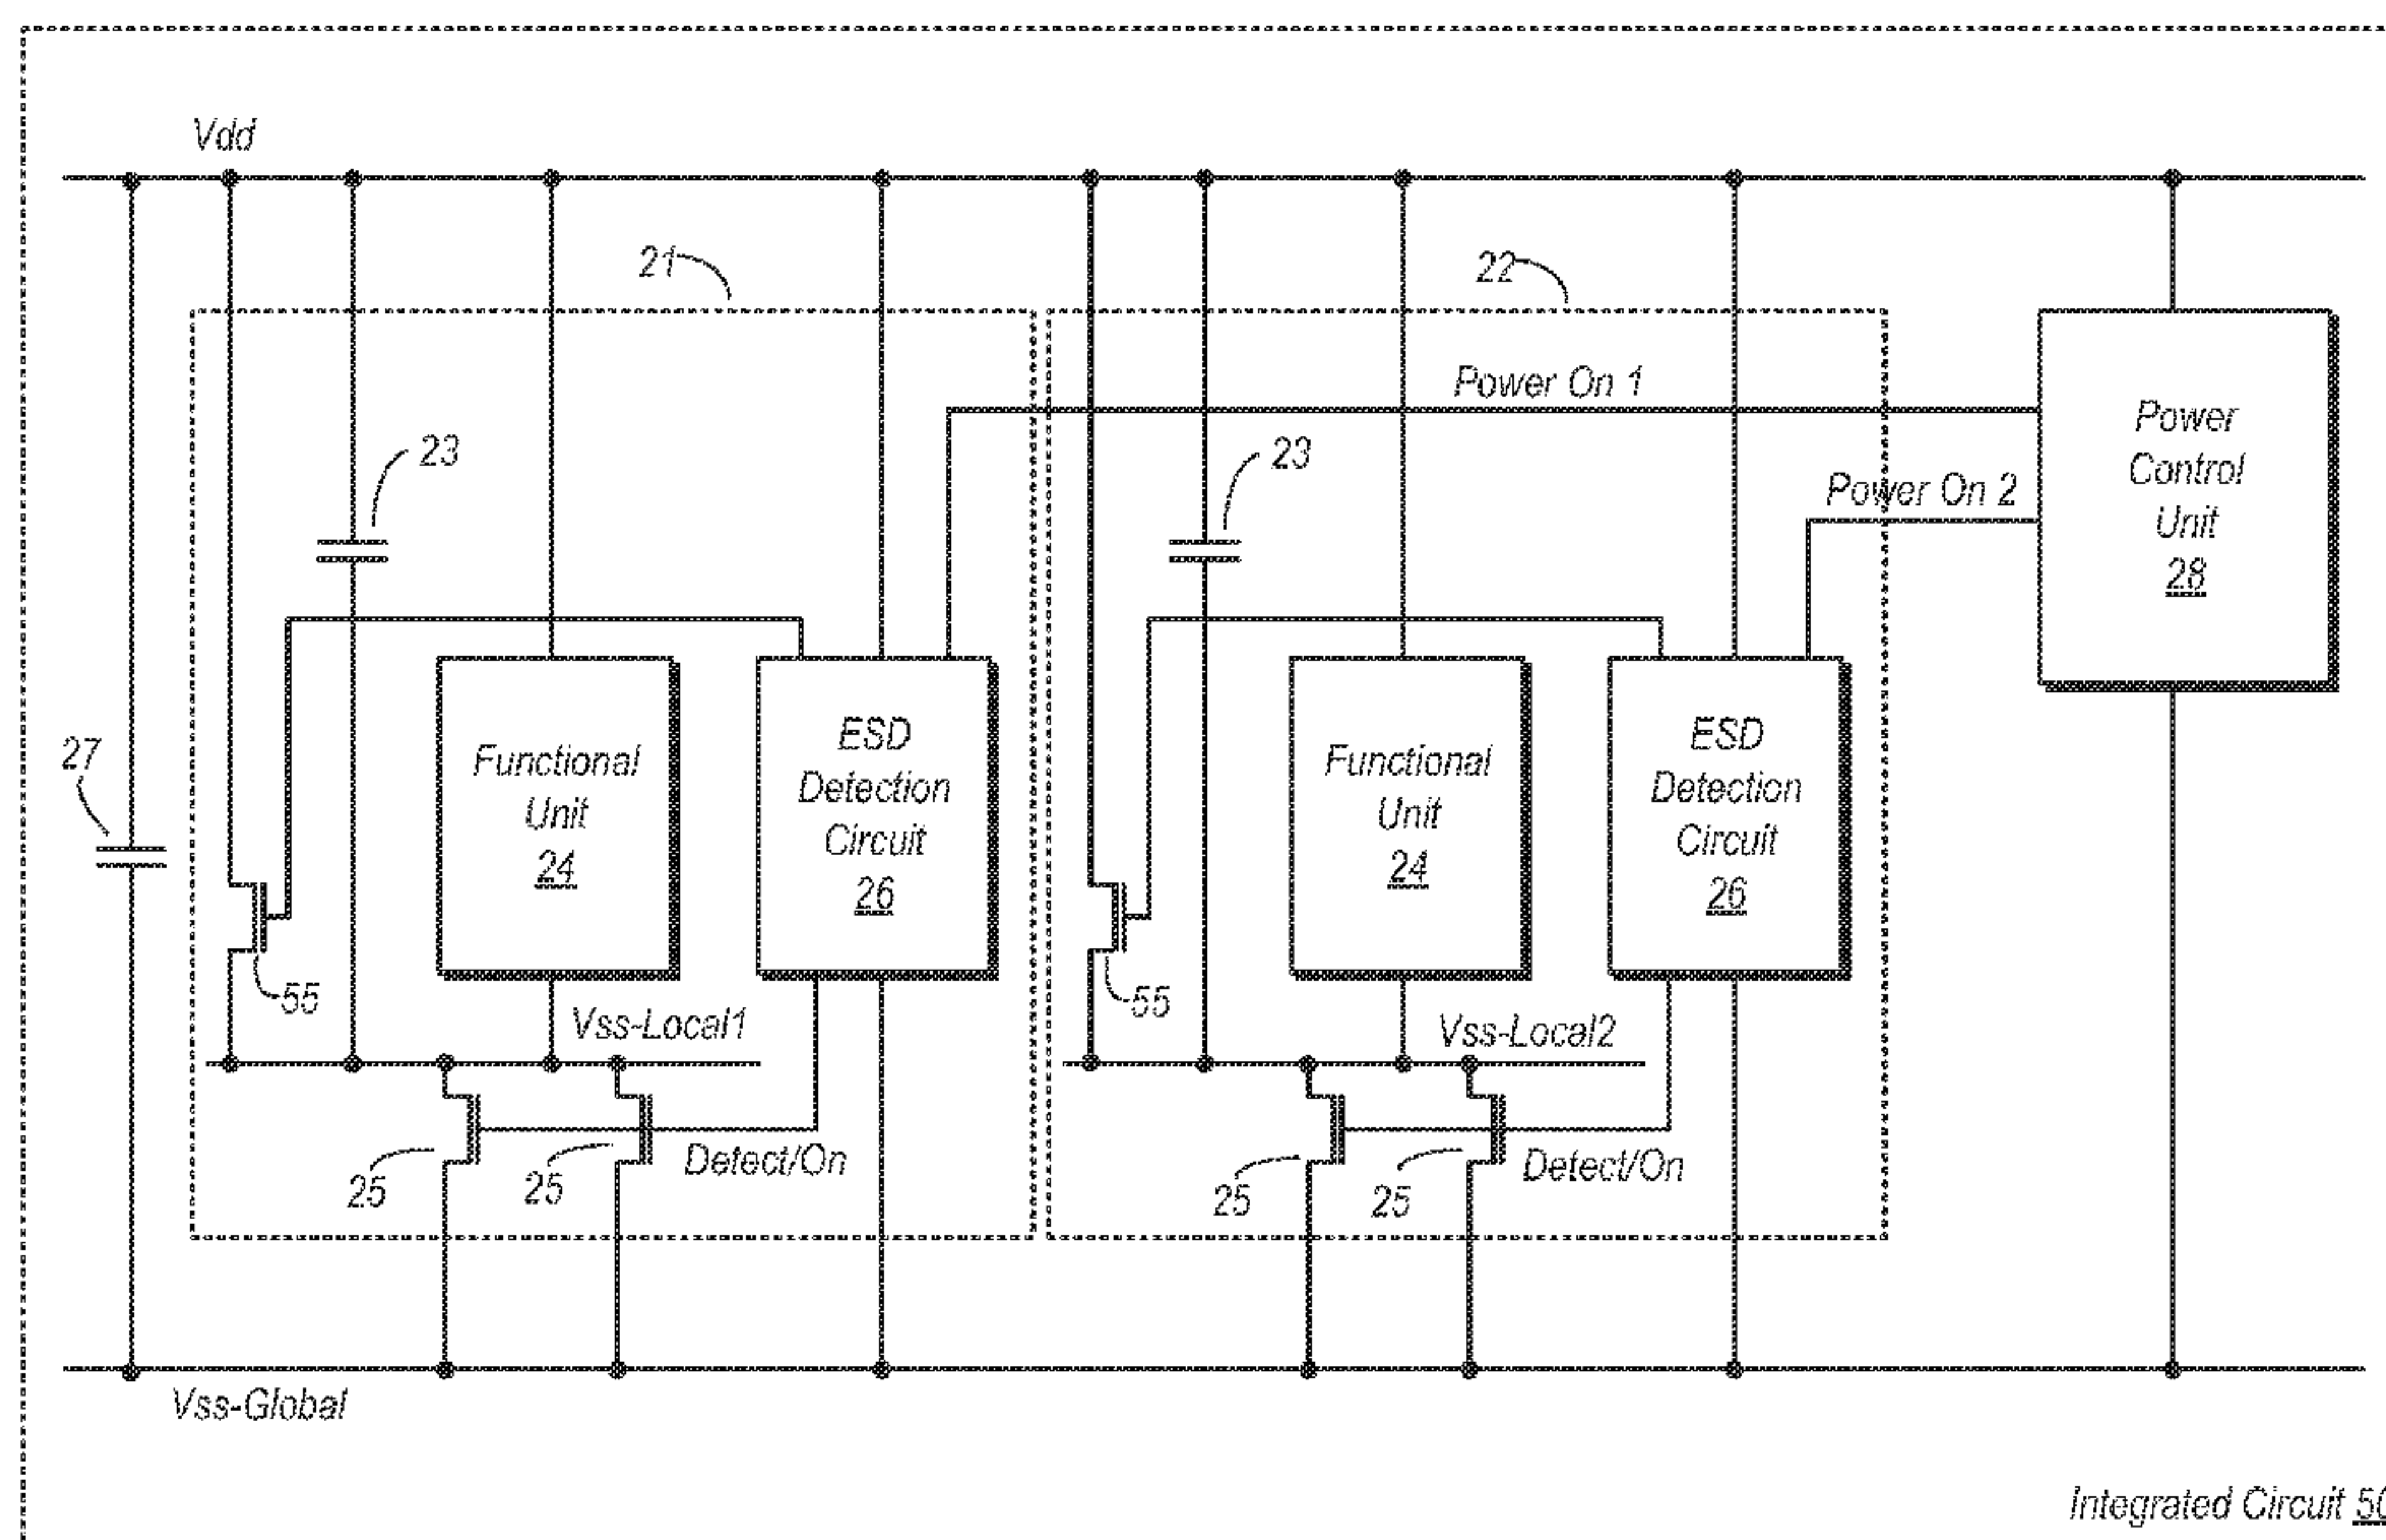 Vdd
21
22
Power On 1
Power
Control
Unit
28
23
23
Power On 2
27
Functional
Unit
24
ESD
Detection
Circuit
26
Functional
Unit
24
ESD
Detection
Circuit
26
55
55
Vss-Local1
Vss-Local2
25
25
Detect/On
25
25
Detect/On
Vss-Global
Integrated Circuit 50